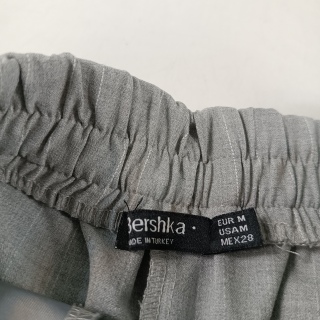 Bershka •
MADE IN TURKEY
EUR M
USA M
MEX 28